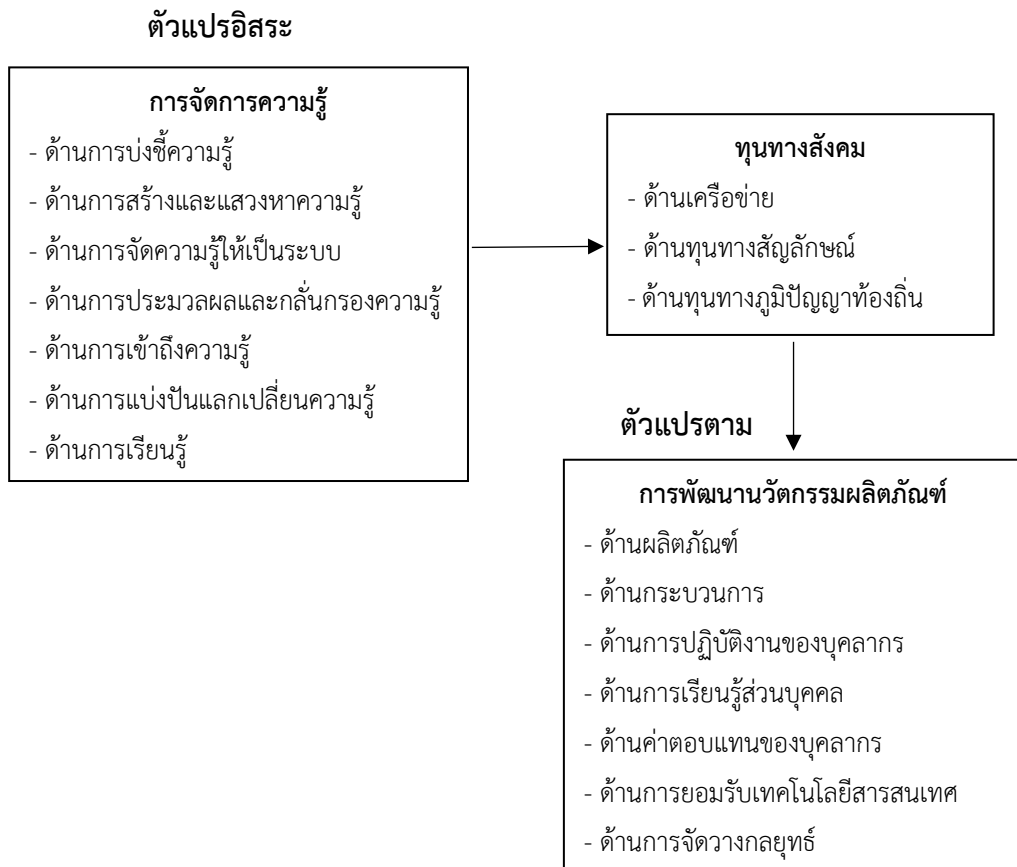 ตัวแปรอิสระ
การจัดการความรู้
- ด้านการบ่งชี้ความรู้
- ด้านการสร้างและแสวงหาความรู้
- ด้านการจัดความรู้ให้เป็นระบบ
- ด้านการประมวลผลและกลั่นกรองความรู้
- ด้านการเข้าถึงความรู้
- ด้านการแบ่งปันแลกเปลี่ยนความรู้
- ด้านการเรียนรู้
ทุนทางสังคม
- ด้านเครือข่าย
- ด้านทุนทางสัญลักษณ์
- ด้านทุนทางภูมิปัญญาท้องถิ่น
ตัวแปรตาม
การพัฒนานวัตกรรมผลิตภัณฑ์
- ด้านผลิตภัณฑ์
- ด้านกระบวนการ
- ด้านการปฏิบัติงานของบุคลากร
- ด้านการเรียนรู้ส่วนบุคคล
- ด้านค่าตอบแทนของบุคลากร
- ด้านการยอมรับเทคโนโลยีสารสนเทศ
- ด้านการจัดวางกลยุทธ์